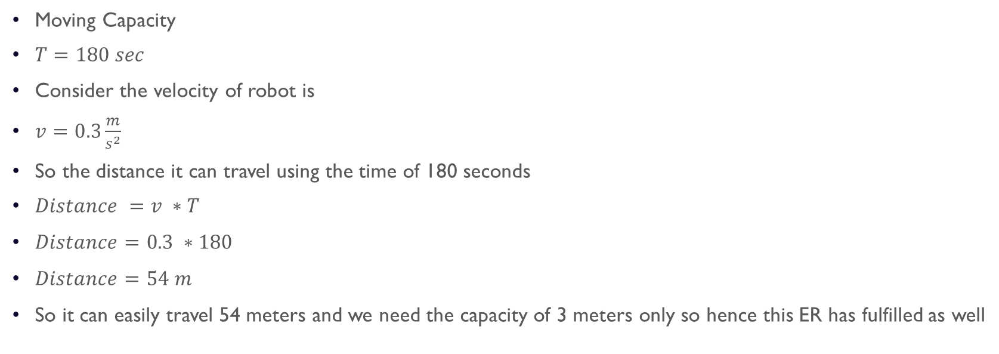 • Moving Capacity
• T = 180 sec
• Consider the velocity of robot is
• v = 0.3 m/s²
• So the distance it can travel using the time of 180 seconds
• Distance = v * T
• Distance = 0.3 * 180
• Distance = 54 m
• So it can easily travel 54 meters and we need the capacity of 3 meters only so hence this ER has fulfilled as well